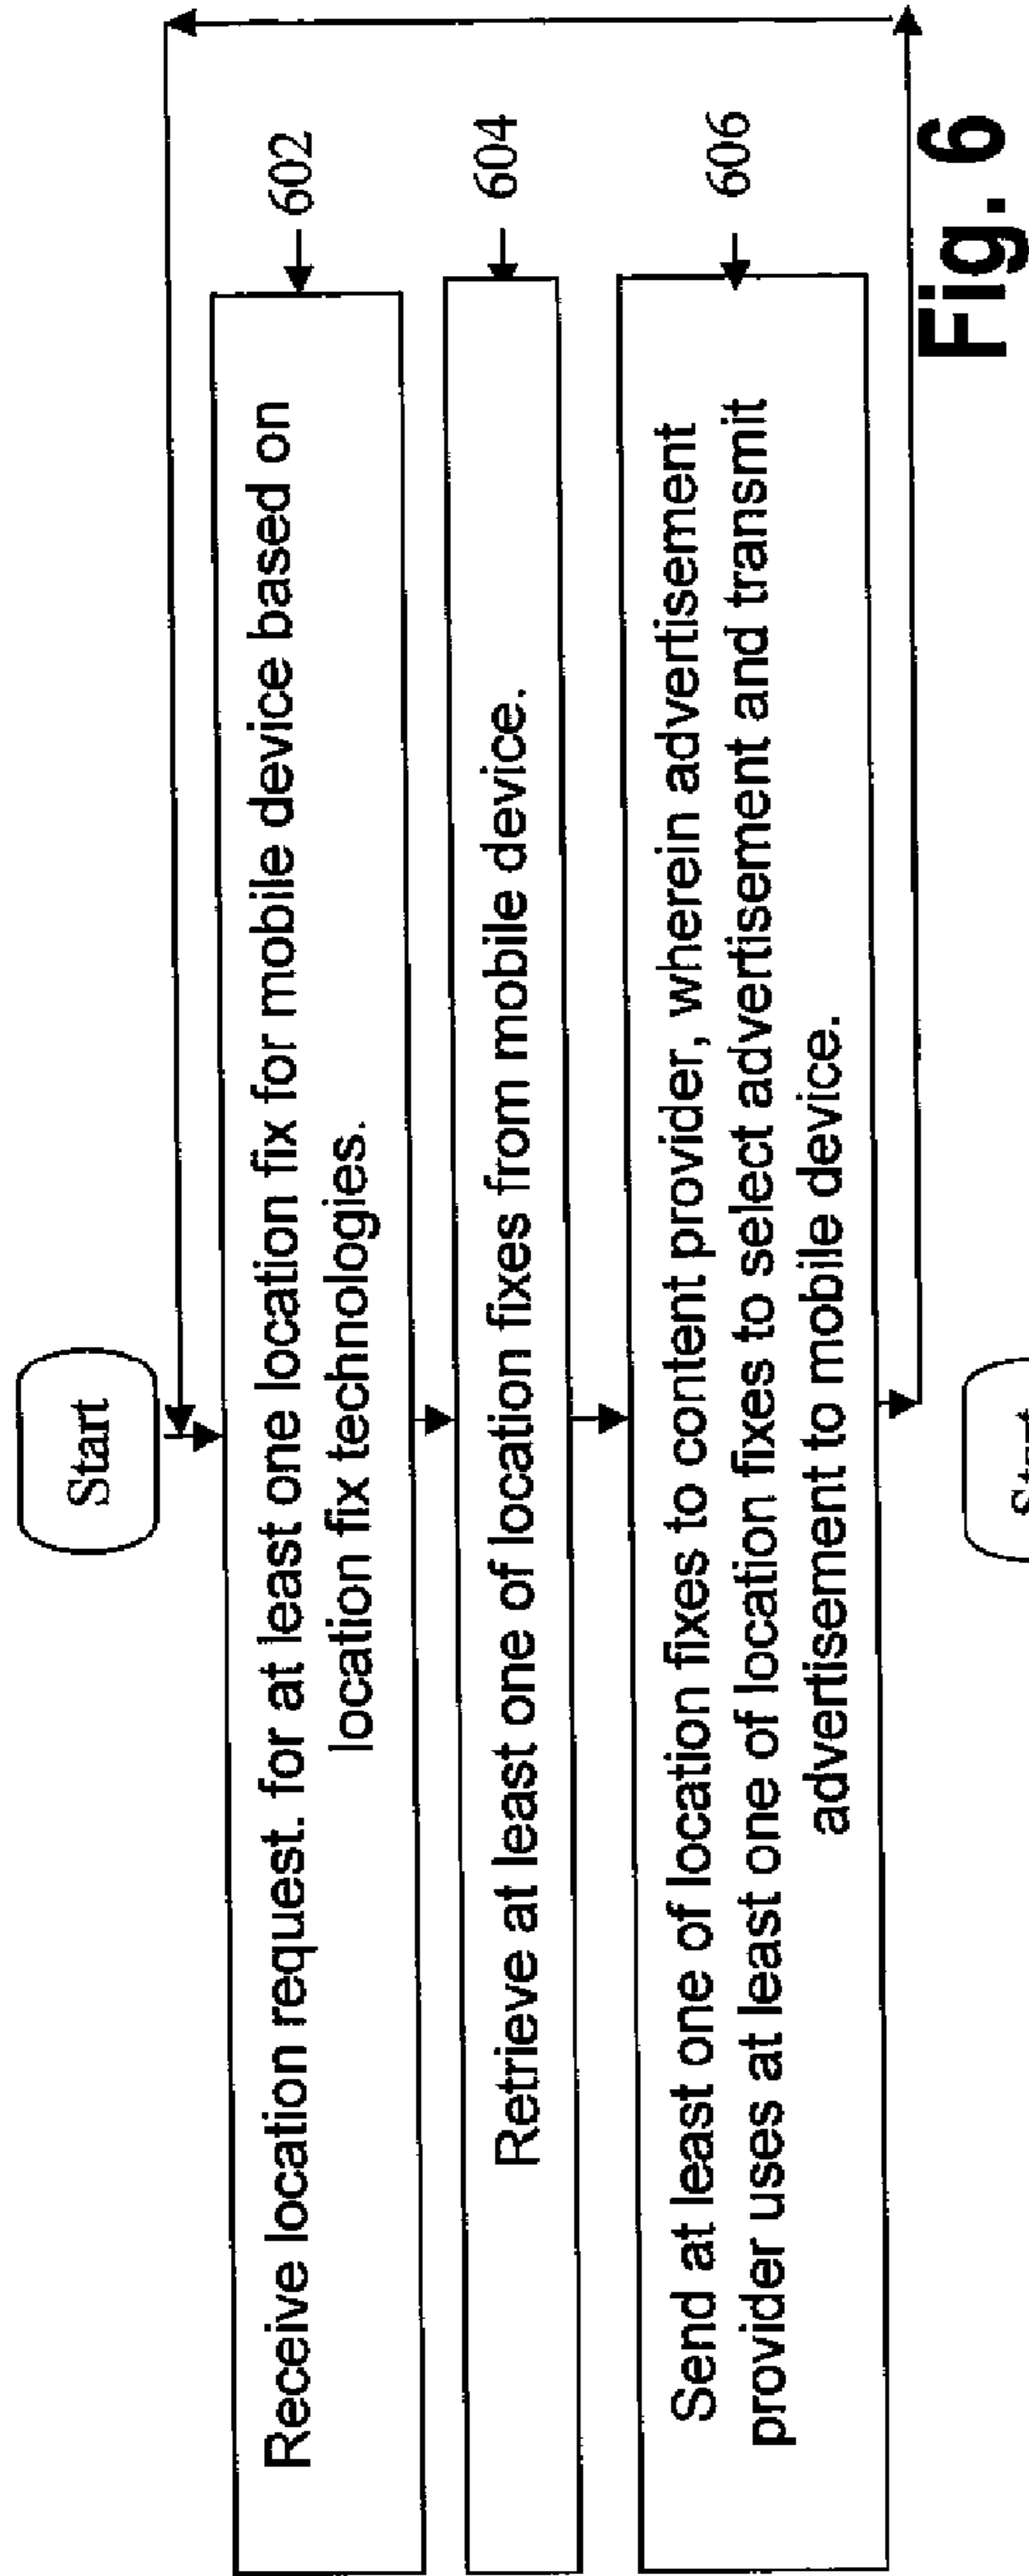 Start
Receive location request. for at least one location fix for mobile device based on
location fix technologies.
602
Retrieve at least one of location fixes from mobile device.
604
Send at least one of location fixes to content provider, wherein advertisement
provider uses at least one of location fixes to select advertisement and transmit
advertisement to mobile device.
606
Fig. 6